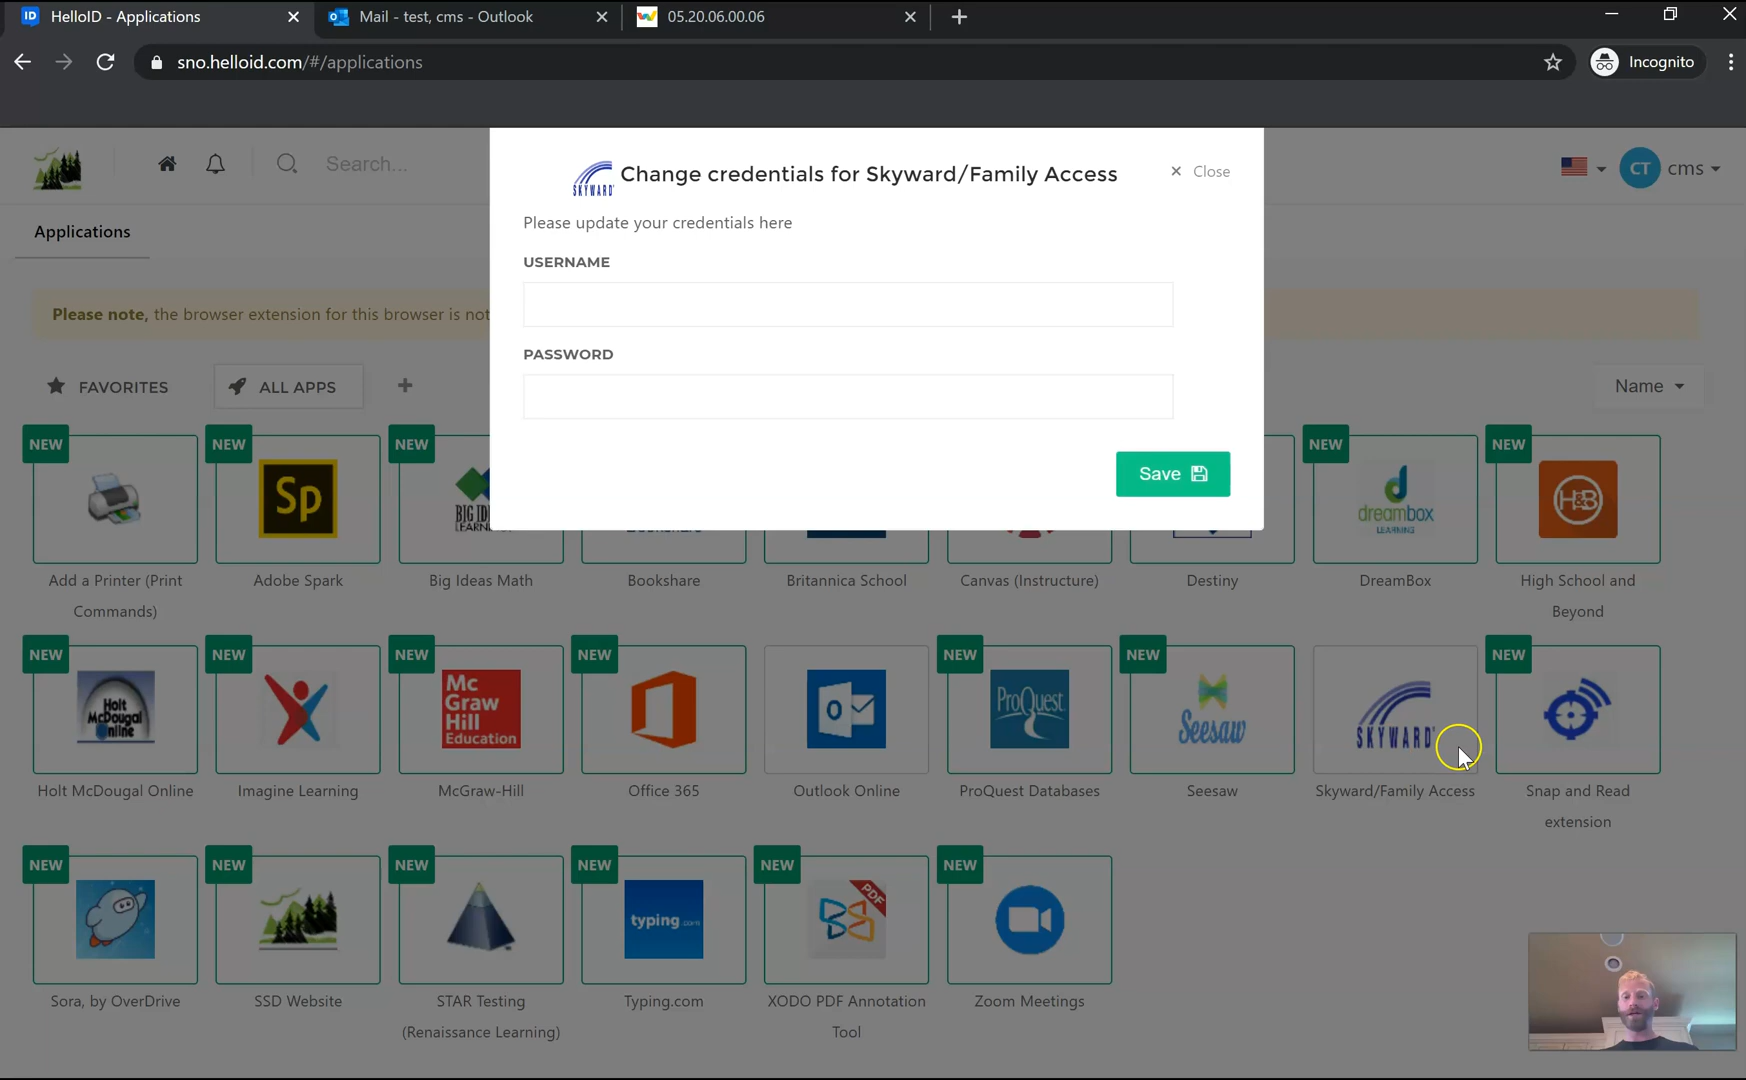 HelloID - Applications
Mail - test, cms - Outlook
05.20.06.00.06
sno.helloid.com/#/applications
Incognito
Search...
CT
cms
SKYWARD
Change credentials for Skyward/Family Access
Close
Please update your credentials here
USERNAME
PASSWORD
Save
Applications
Please note, the browser extension for this browser is not
FAVORITES
ALL APPS
Name
NEW
NEW
NEW
NEW
NEW
Sp
BIG
dreambox
LEARNING
H&B
Add a Printer (Print Commands)
Adobe Spark
Big Ideas Math
Bookshare
Britannica School
Canvas (Instructure)
Destiny
DreamBox
High School and Beyond
NEW
NEW
NEW
NEW
NEW
NEW
NEW
Holt
McDougal
Online
Mc
Graw
Hill
Education
ProQuest
Seesaw
SKYWARD
Holt McDougal Online
Imagine Learning
McGraw-Hill
Office 365
Outlook Online
ProQuest Databases
Seesaw
Skyward/Family Access
Snap and Read extension
NEW
NEW
NEW
NEW
NEW
NEW
typing.com
PDF
Sora, by OverDrive
SSD Website
STAR Testing (Renaissance Learning)
Typing.com
XODO PDF Annotation Tool
Zoom Meetings